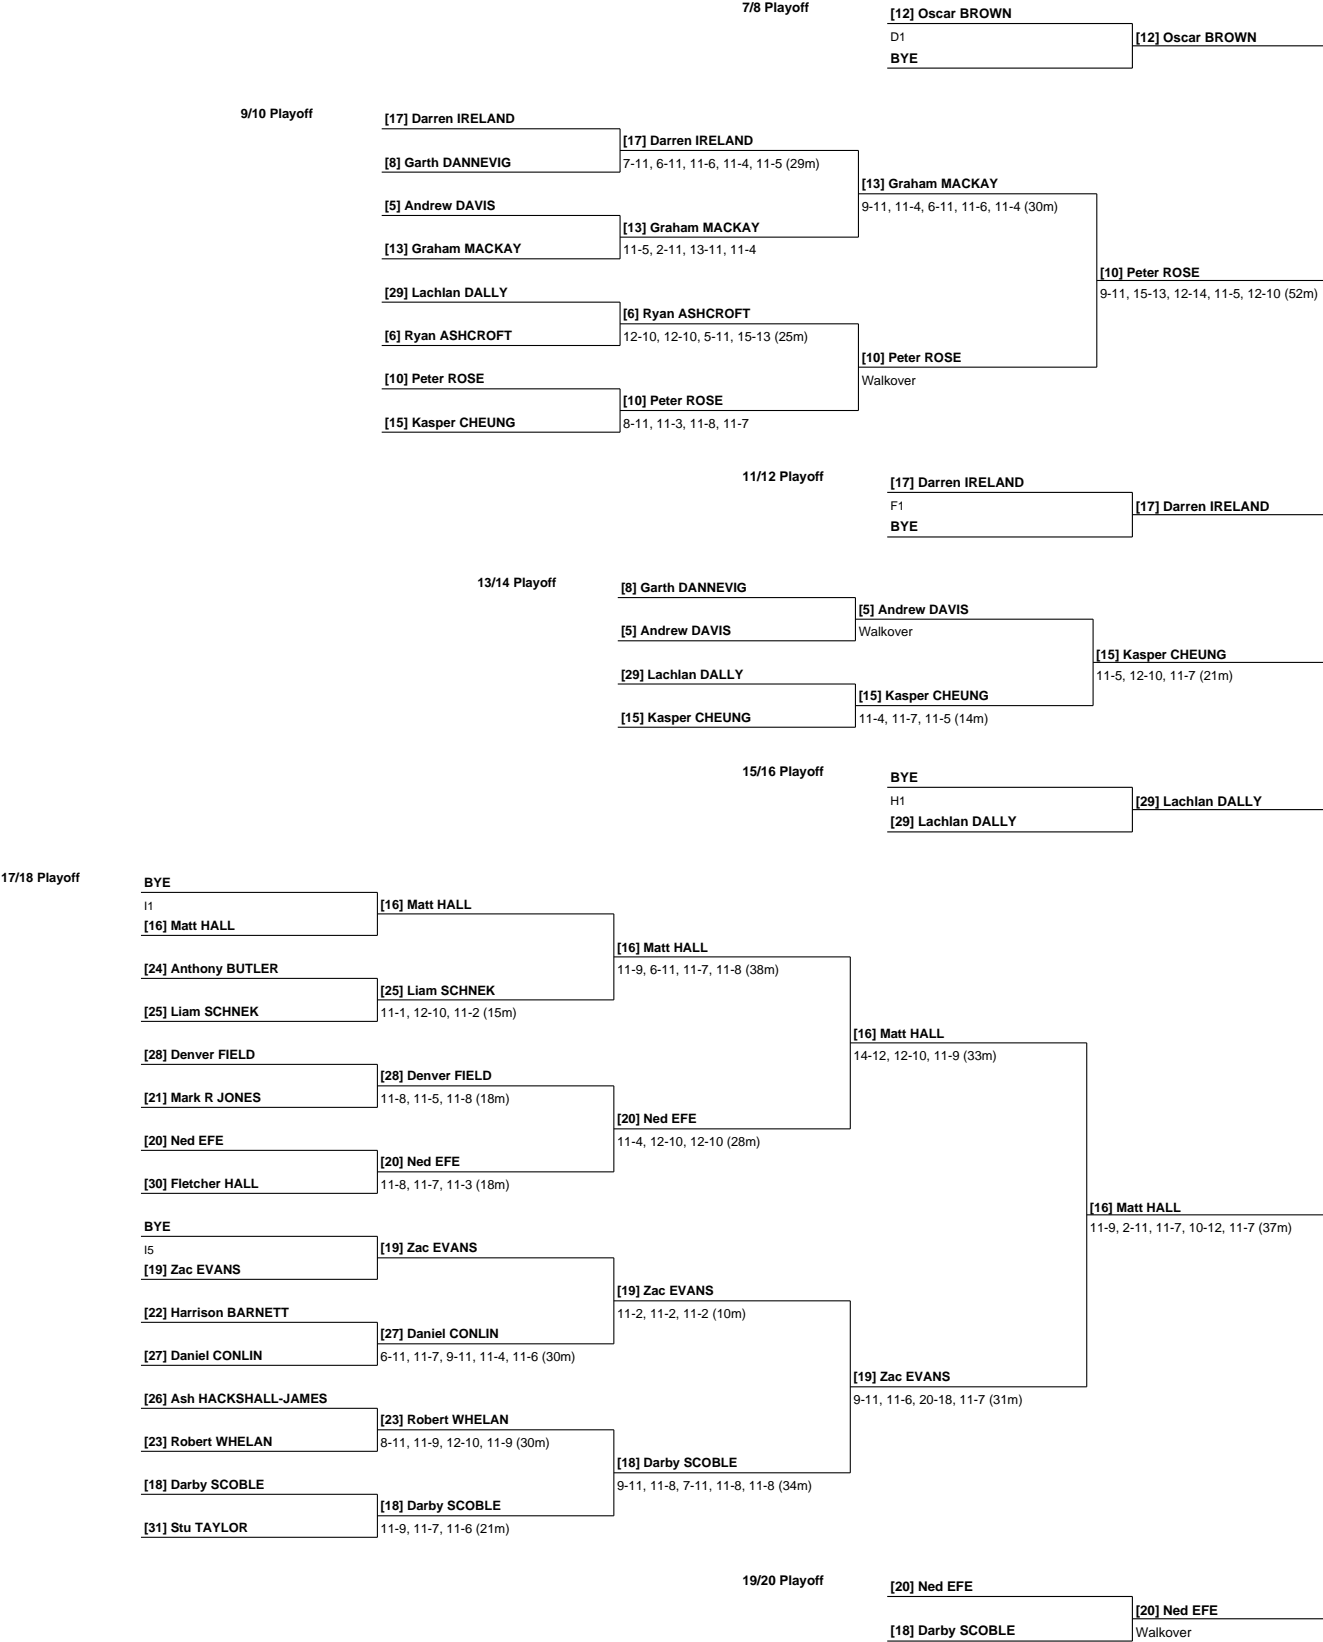 7/8 Playoff
[12] Oscar BROWN
D1
[12] Oscar BROWN
BYE
9/10 Playoff
[17] Darren IRELAND
[17] Darren IRELAND
[8] Garth DANNEVIG
7-11, 6-11, 11-6, 11-4, 11-5 (29m)
[13] Graham MACKAY
[5] Andrew DAVIS
9-11, 11-4, 6-11, 11-6, 11-4 (30m)
[13] Graham MACKAY
[13] Graham MACKAY
11-5, 2-11, 13-11, 11-4
[10] Peter ROSE
[29] Lachlan DALLY
9-11, 15-13, 12-14, 11-5, 12-10 (52m)
[6] Ryan ASHCROFT
[6] Ryan ASHCROFT
12-10, 12-10, 5-11, 15-13 (25m)
[10] Peter ROSE
[10] Peter ROSE
Walkover
[10] Peter ROSE
[15] Kasper CHEUNG
8-11, 11-3, 11-8, 11-7
11/12 Playoff
[17] Darren IRELAND
F1
[17] Darren IRELAND
BYE
13/14 Playoff
[8] Garth DANNEVIG
[5] Andrew DAVIS
[5] Andrew DAVIS
Walkover
[15] Kasper CHEUNG
[29] Lachlan DALLY
11-5, 12-10, 11-7 (21m)
[15] Kasper CHEUNG
[15] Kasper CHEUNG
11-4, 11-7, 11-5 (14m)
15/16 Playoff
BYE
H1
[29] Lachlan DALLY
[29] Lachlan DALLY
17/18 Playoff
BYE
I1
[16] Matt HALL
[16] Matt HALL
[16] Matt HALL
[24] Anthony BUTLER
11-9, 6-11, 11-7, 11-8 (38m)
[25] Liam SCHNEK
[25] Liam SCHNEK
11-1, 12-10, 11-2 (15m)
[16] Matt HALL
[28] Denver FIELD
14-12, 12-10, 11-9 (33m)
[28] Denver FIELD
[21] Mark R JONES
11-8, 11-5, 11-8 (18m)
[20] Ned EFE
[20] Ned EFE
11-4, 12-10, 12-10 (28m)
[20] Ned EFE
[30] Fletcher HALL
11-8, 11-7, 11-3 (18m)
[16] Matt HALL
BYE
11-9, 2-11, 11-7, 10-12, 11-7 (37m)
I5
[19] Zac EVANS
[19] Zac EVANS
[19] Zac EVANS
[22] Harrison BARNETT
11-2, 11-2, 11-2 (10m)
[27] Daniel CONLIN
[27] Daniel CONLIN
6-11, 11-7, 9-11, 11-4, 11-6 (30m)
[19] Zac EVANS
[26] Ash HACKSHALL-JAMES
9-11, 11-6, 20-18, 11-7 (31m)
[23] Robert WHELAN
[23] Robert WHELAN
8-11, 11-9, 12-10, 11-9 (30m)
[18] Darby SCOBLE
[18] Darby SCOBLE
9-11, 11-8, 7-11, 11-8, 11-8 (34m)
[18] Darby SCOBLE
[31] Stu TAYLOR
11-9, 11-7, 11-6 (21m)
19/20 Playoff
[20] Ned EFE
[20] Ned EFE
[18] Darby SCOBLE
Walkover